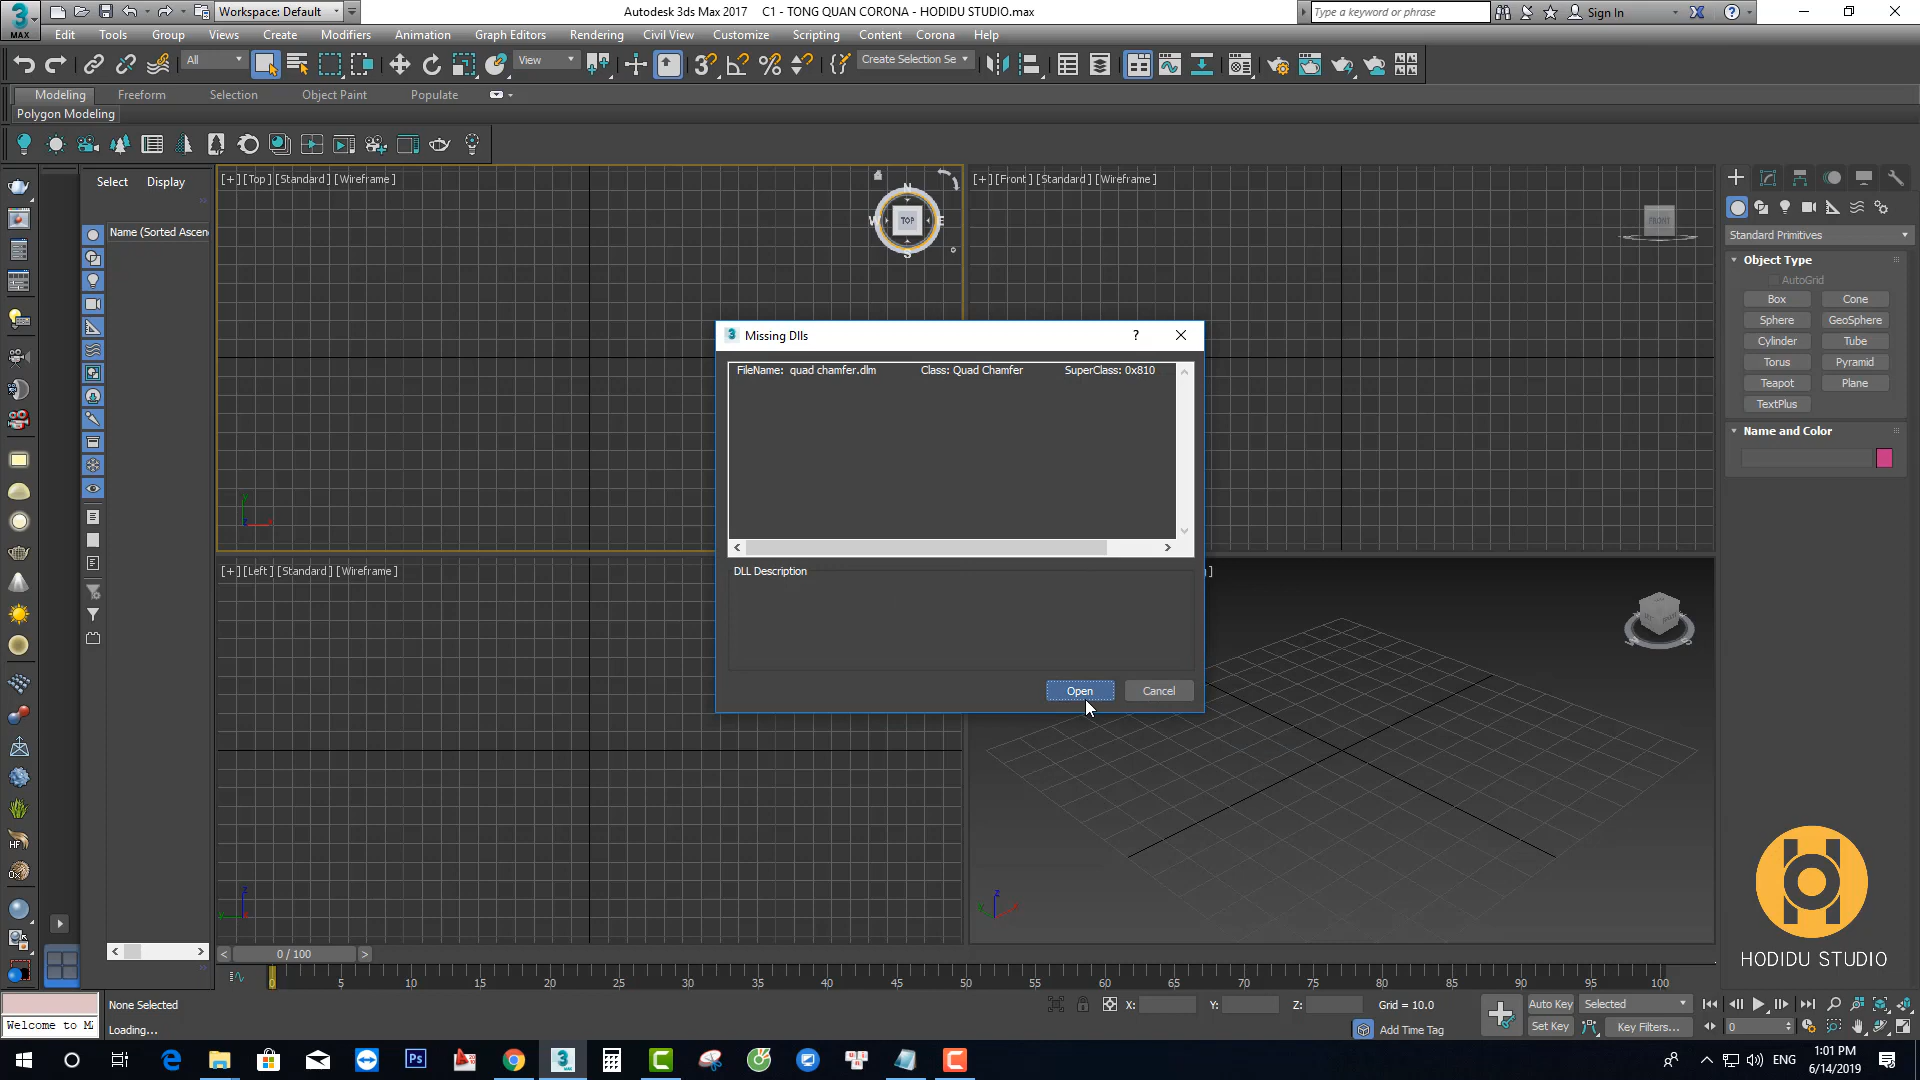 Workspace: Default
Autodesk 3ds Max 2017    C1 - TONG QUAN CORONA - HODIDU STUDIO.max
Type a keyword or phrase
Sign In
MAX
Edit Tools Group Views Create Modifiers Animation Graph Editors Rendering Civil View Customize Scripting Content Corona Help
All
View
Create Selection Se
Modeling Freeform Selection Object Paint Populate
Polygon Modeling
Select Display
Name (Sorted Ascen
[+] [Top] [Standard] [Wireframe]
N
W TOP E
S
[+] [Front] [Standard] [Wireframe]
FRONT
[+] [Left] [Standard] [Wireframe]
Missing Dlls
?
FileName: quad chamfer.dlm Class: Quad Chamfer SuperClass: 0x810
DLL Description
Open Cancel
Standard Primitives
Object Type
AutoGrid
Box Cone
Sphere GeoSphere
Cylinder Tube
Torus Pyramid
Teapot Plane
TextPlus
Name and Color
HODIDU STUDIO
0 / 100
0 5 10 15 20 25 30 35 40 45 50 55 60 65 70 75 80 85 90 95 100
None Selected
X: Y: Z: Grid = 10.0
Auto Key Selected
Welcome to M
Loading...
Add Time Tag
Set Key Key Filters...
0
Ps
ENG
1:01 PM
6/14/2019